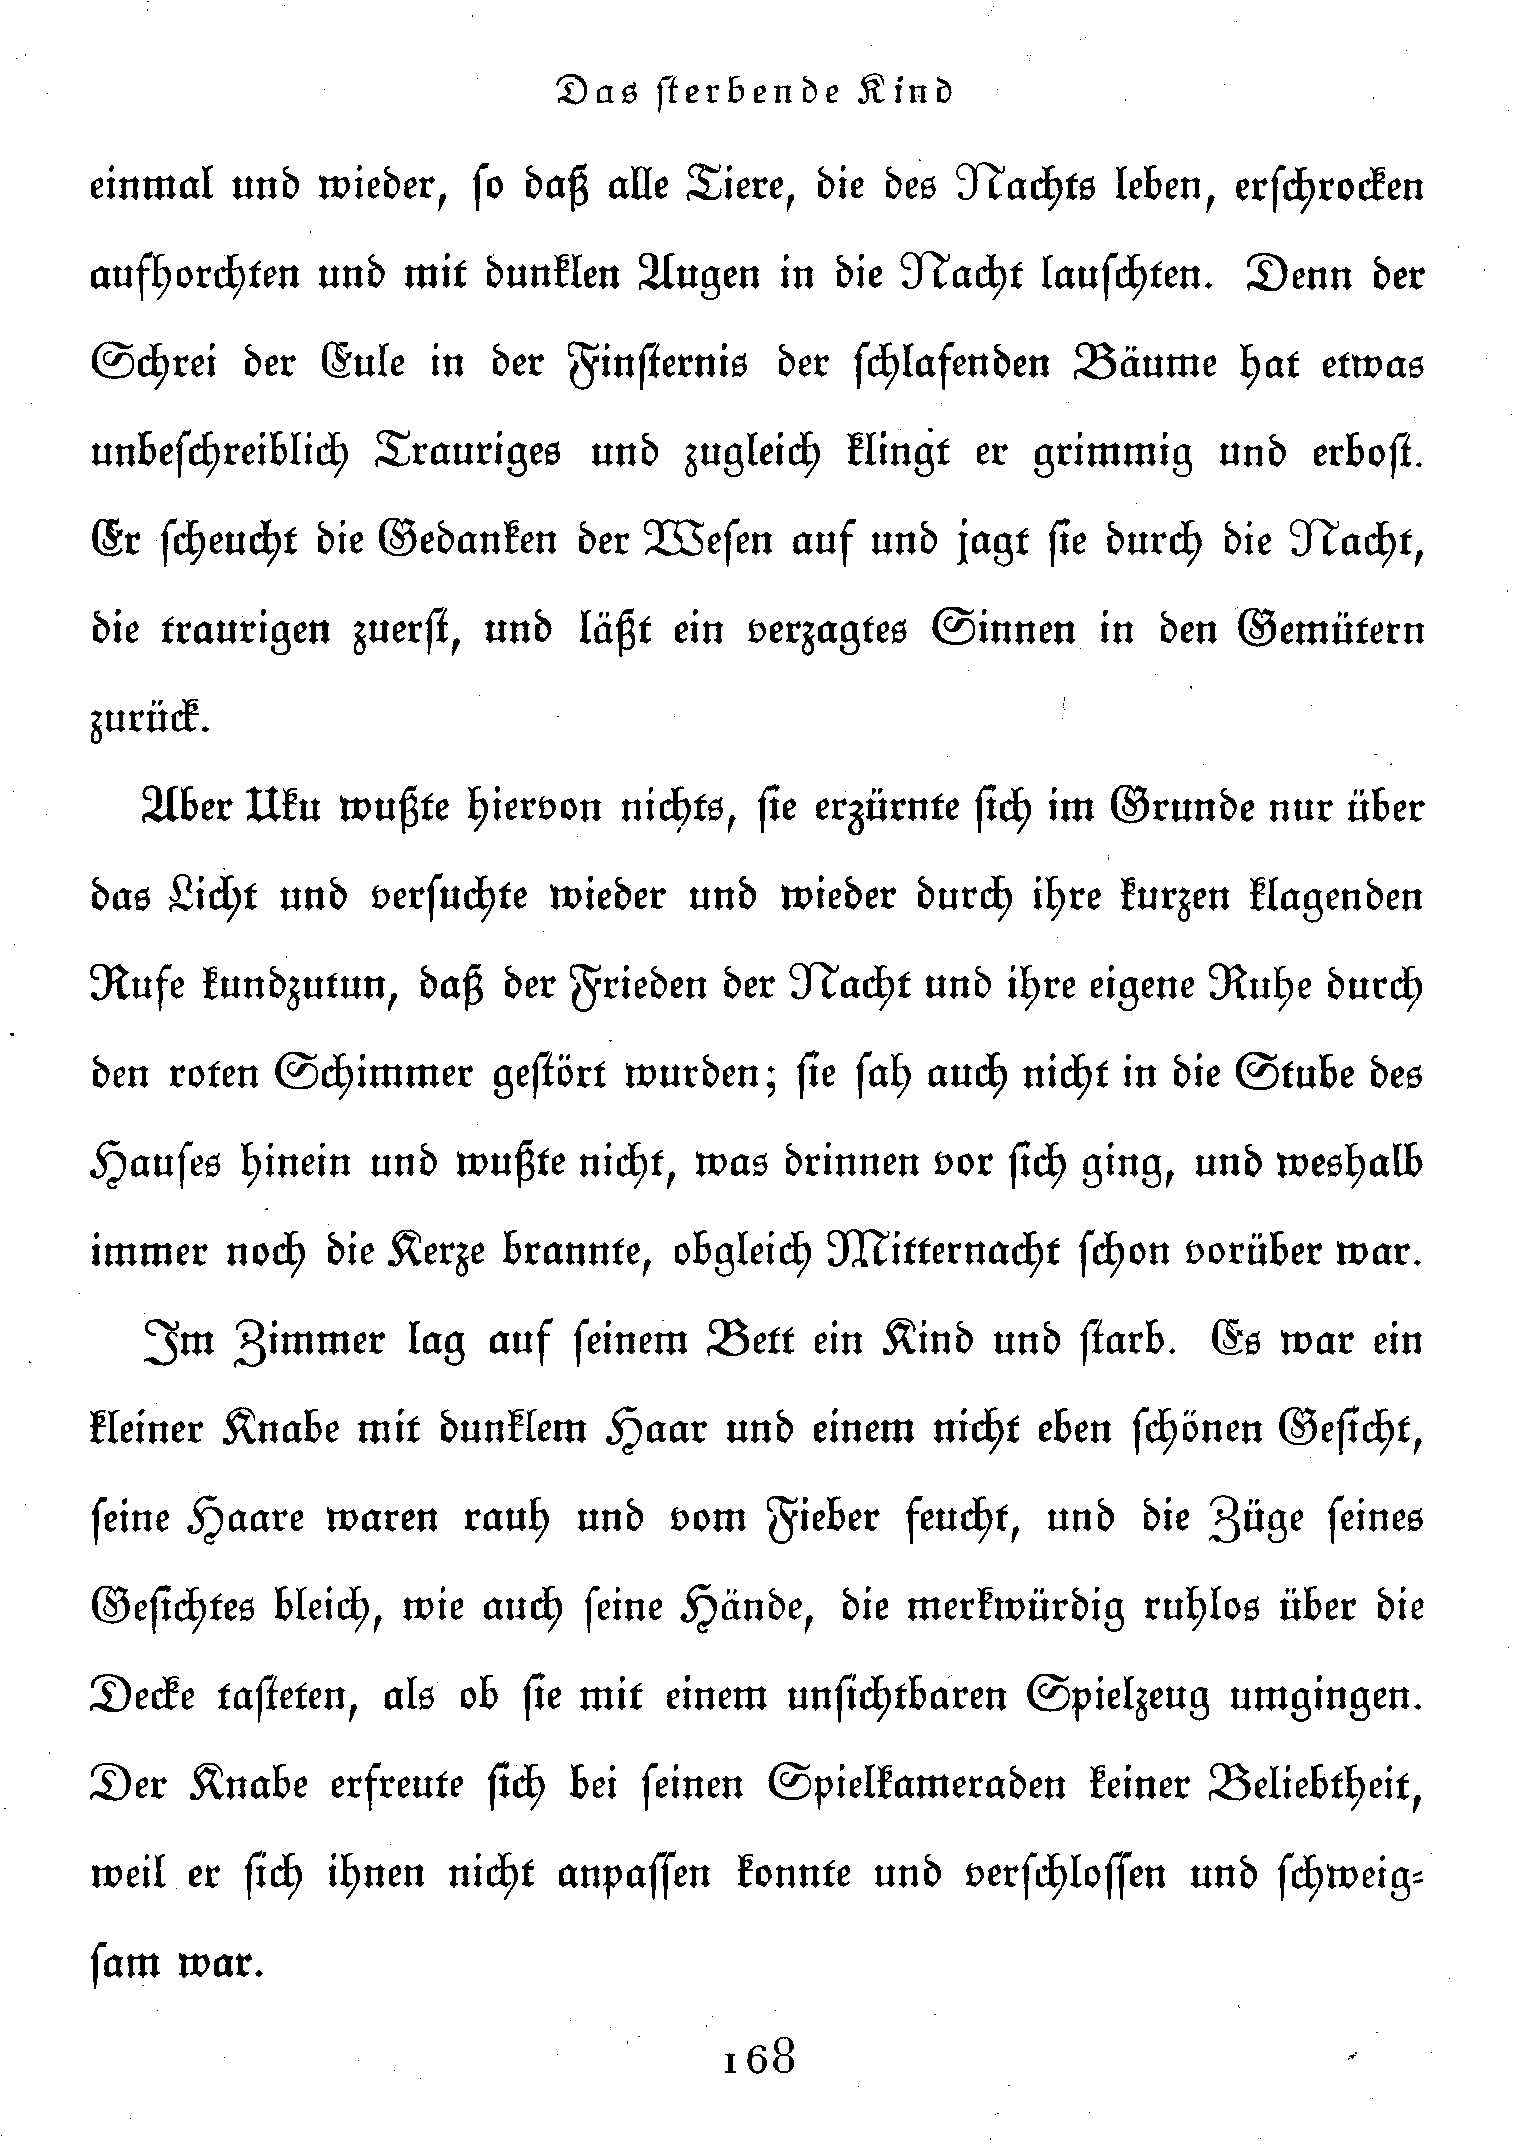 Das sterbende Kind
einmal und wieder, so daß alle Tiere, die des Nachts leben, erschrocken
aufhorchten und mit dunklen Augen in die Nacht lauschten. Denn der
Schrei der Eule in der Finsternis der schlafenden Bäume hat etwas
unbeschreiblich Trauriges und zugleich klingt er grimmig und erbost.
Er scheucht die Gedanken der Wesen auf und jagt sie durch die Nacht,
die traurigen zuerst, und läßt ein verzagtes Sinnen in den Gemütern
zurück.
Aber Uku wußte hiervon nichts, sie erzürnte sich im Grunde nur über
das Licht und versuchte wieder und wieder durch ihre kurzen klagenden
Rufe kundzutun, daß der Frieden der Nacht und ihre eigene Ruhe durch
den roten Schimmer gestört wurden; sie sah auch nicht in die Stube des
Hauses hinein und wußte nicht, was drinnen vor sich ging, und weshalb
immer noch die Kerze brannte, obgleich Mitternacht schon vorüber war.
Im Zimmer lag auf seinem Bett ein Kind und starb. Es war ein
kleiner Knabe mit dunklem Haar und einem nicht eben schönen Gesicht,
seine Haare waren rauh und vom Fieber feucht, und die Züge seines
Gesichtes bleich, wie auch seine Hände, die merkwürdig ruhlos über die
Decke tasteten, als ob sie mit einem unsichtbaren Spielzeug umgingen.
Der Knabe erfreute sich bei seinen Spielkameraden keiner Beliebtheit,
weil er sich ihnen nicht anpassen konnte und verschlossen und schweig-
sam war.
168